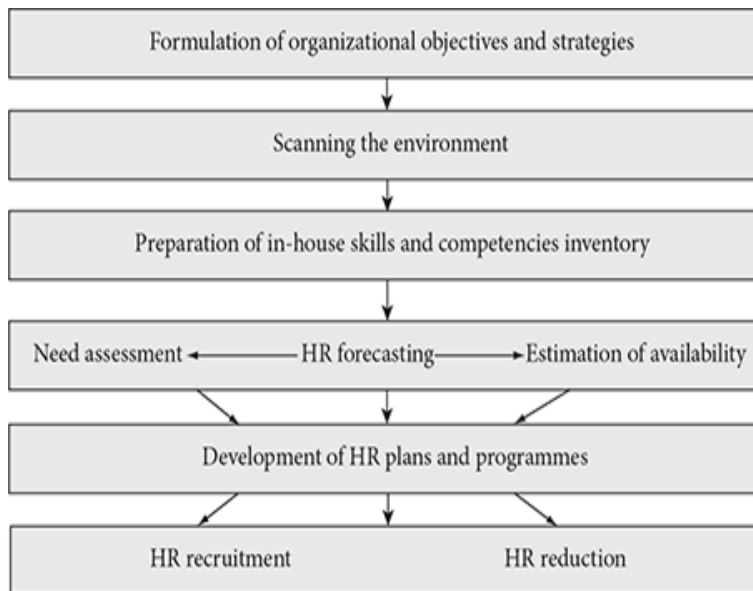 Formulation of organizational objectives and strategies
Scanning the environment
Preparation of in-house skills and competencies inventory
Need assessment HR forecasting Estimation of availability
Development of HR plans and programmes
HR recruitment HR reduction